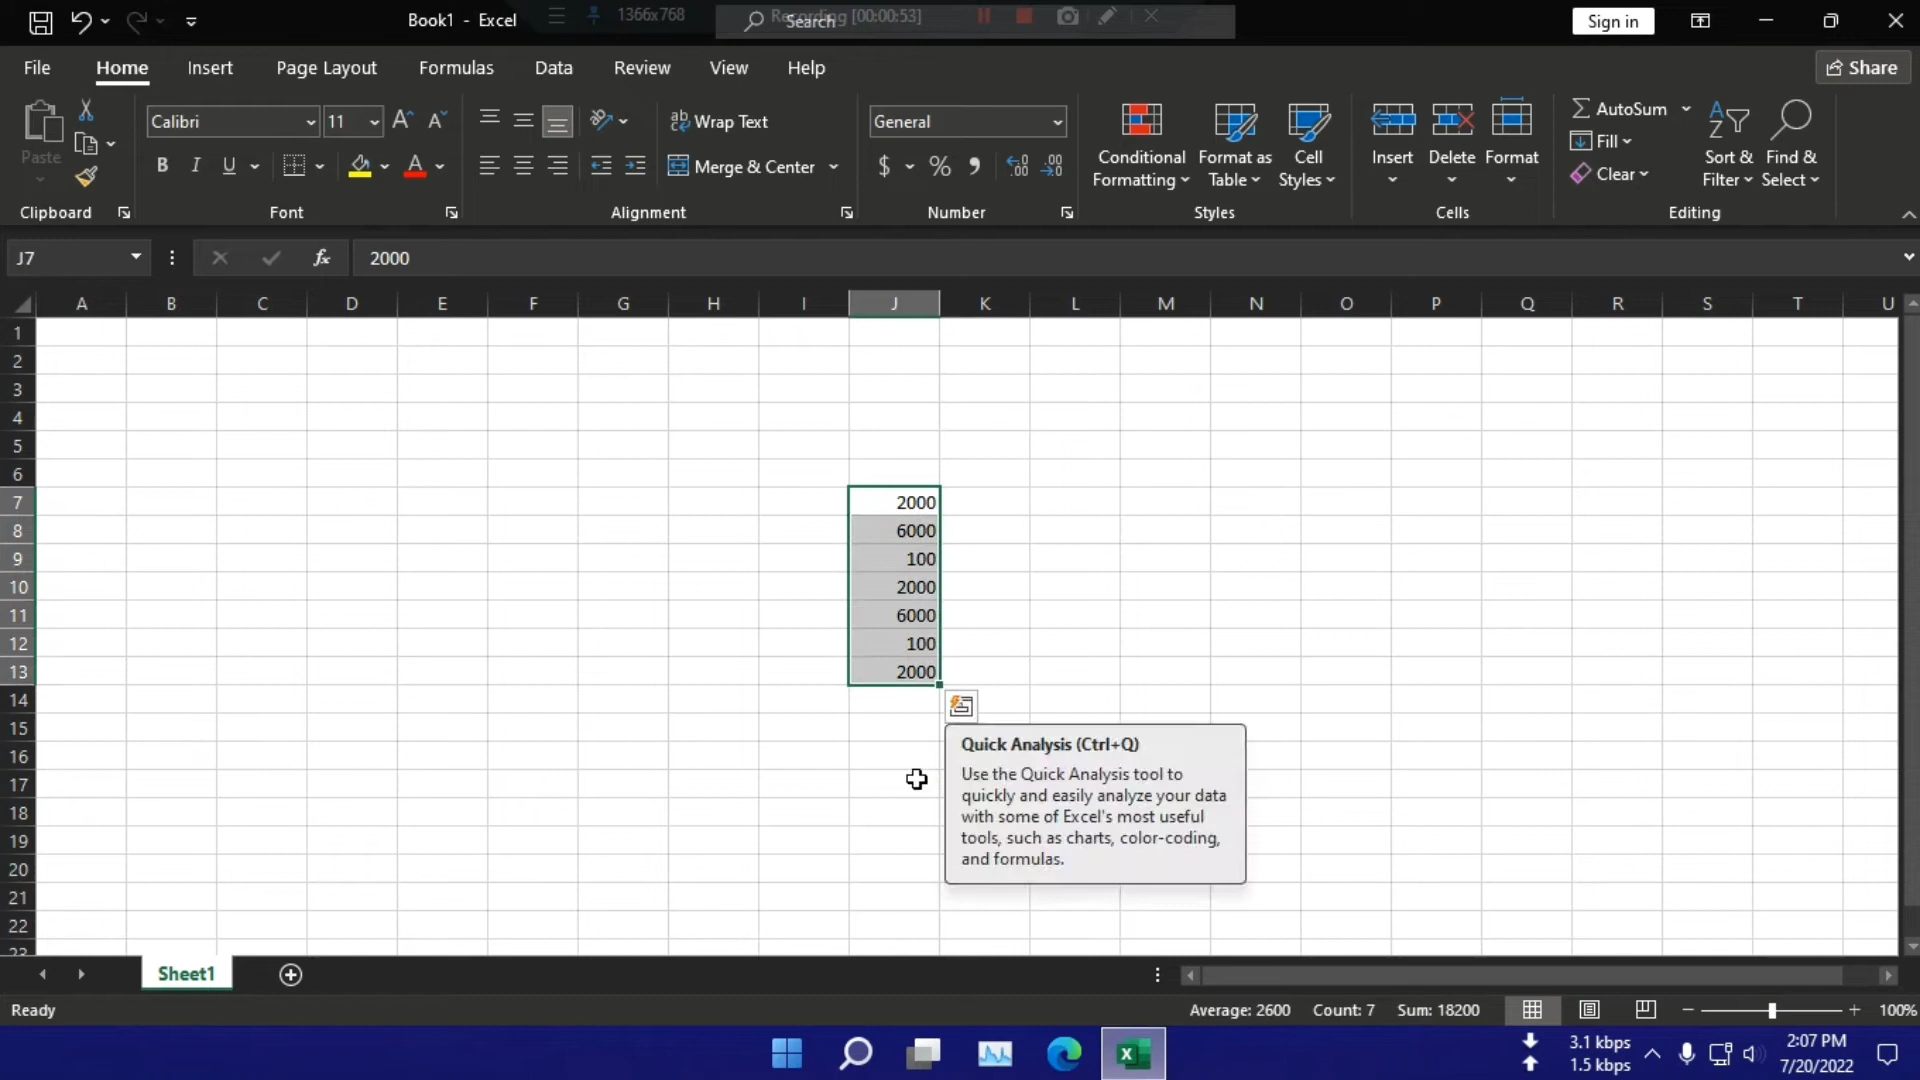 Book1 - Excel
1366x768
Recording [00:00:53]
Search
Sign in
File
Home
Insert
Page Layout
Formulas
Data
Review
View
Help
Share
Paste
Calibri
11
Wrap Text
Merge & Center
General
Conditional Formatting
Format as Table
Cell Styles
Insert
Delete
Format
AutoSum
Fill
Clear
Sort & Filter
Find & Select
Clipboard
Font
Alignment
Number
Styles
Cells
Editing
J7
fx
2000
A B C D E F G H I J K L M N O P Q R S T U
1
2
3
4
5
6
7 2000
8 6000
9 100
10 2000
11 6000
12 100
13 2000
14
15
16
17
18
19
20
21
22
23
Quick Analysis (Ctrl+Q)
Use the Quick Analysis tool to
quickly and easily analyze your data
with some of Excel's most useful
tools, such as charts, color-coding,
and formulas.
Sheet1
Ready
Average: 2600
Count: 7
Sum: 18200
100%
3.1 kbps
1.5 kbps
2:07 PM
7/20/2022